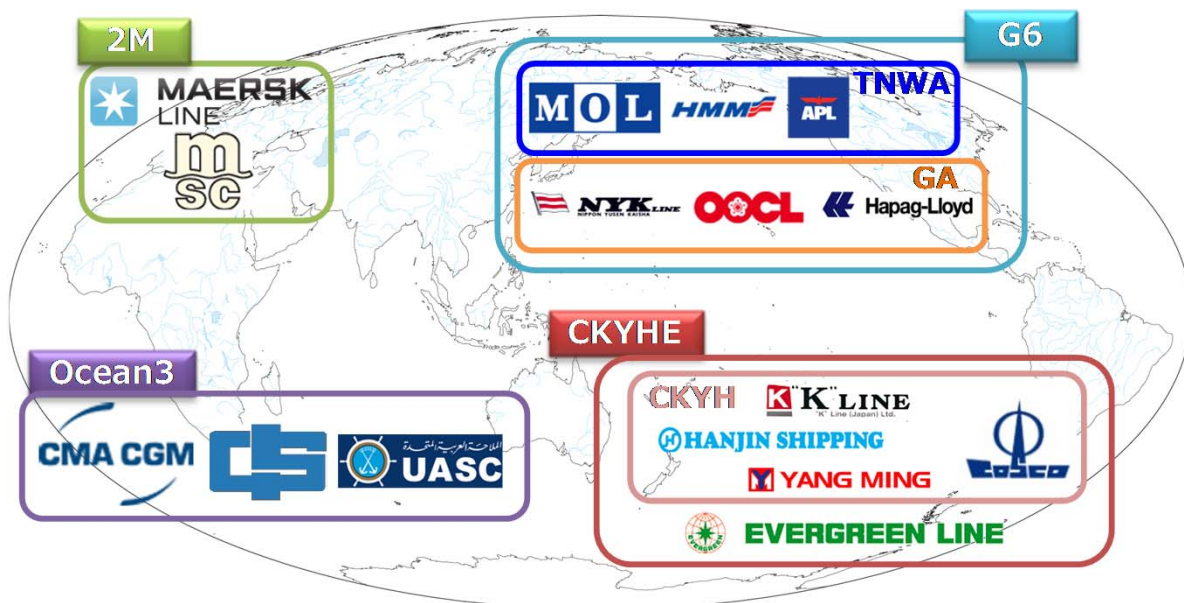 2M
MAERSK
LINE
m
sc
G6
TNWA
MOL
HMM
APL
GA
NYK LINE
NIPPON YUSEN KAISHA
OOCL
Hapag-Lloyd
Ocean3
CMA CGM
CS
الملاحة العربية المتحدة
UASC
CKYHE
CKYH
K
"K" LINE
"K" Line (Japan) Ltd.
H
HANJIN SHIPPING
Y
YANG MING
COSCO
EVERGREEN
EVERGREEN LINE